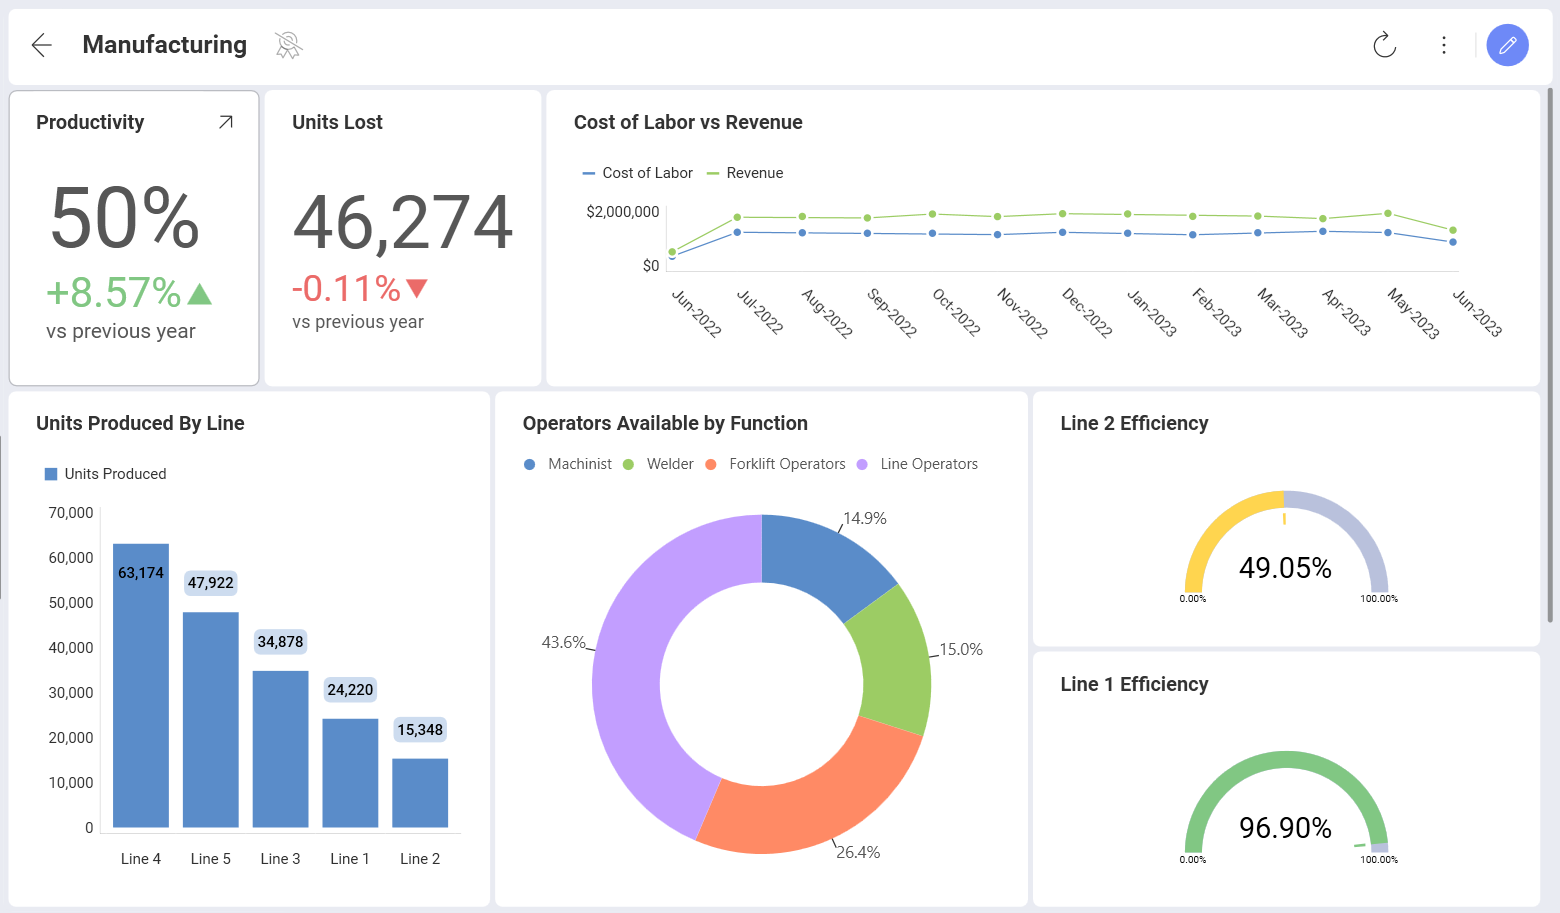 Manufacturing
Productivity
50%
+8.57%
vs previous year
Units Lost
46,274
-0.11%
vs previous year
Cost of Labor vs Revenue
Cost of Labor Revenue
$2,000,000
$0
Jun-2022 Jul-2022 Aug-2022 Sep-2022 Oct-2022 Nov-2022 Dec-2022 Jan-2023 Feb-2023 Mar-2023 Apr-2023 May-2023 Jun-2023
Units Produced By Line
Units Produced
70,000
60,000
50,000
40,000
30,000
20,000
10,000
0
63,174
47,922
34,878
24,220
15,348
Line 4 Line 5 Line 3 Line 1 Line 2
Operators Available by Function
Machinist Welder Forklift Operators Line Operators
14.9%
15.0%
26.4%
43.6%
Line 2 Efficiency
49.05%
0.00% 100.00%
Line 1 Efficiency
96.90%
0.00% 100.00%